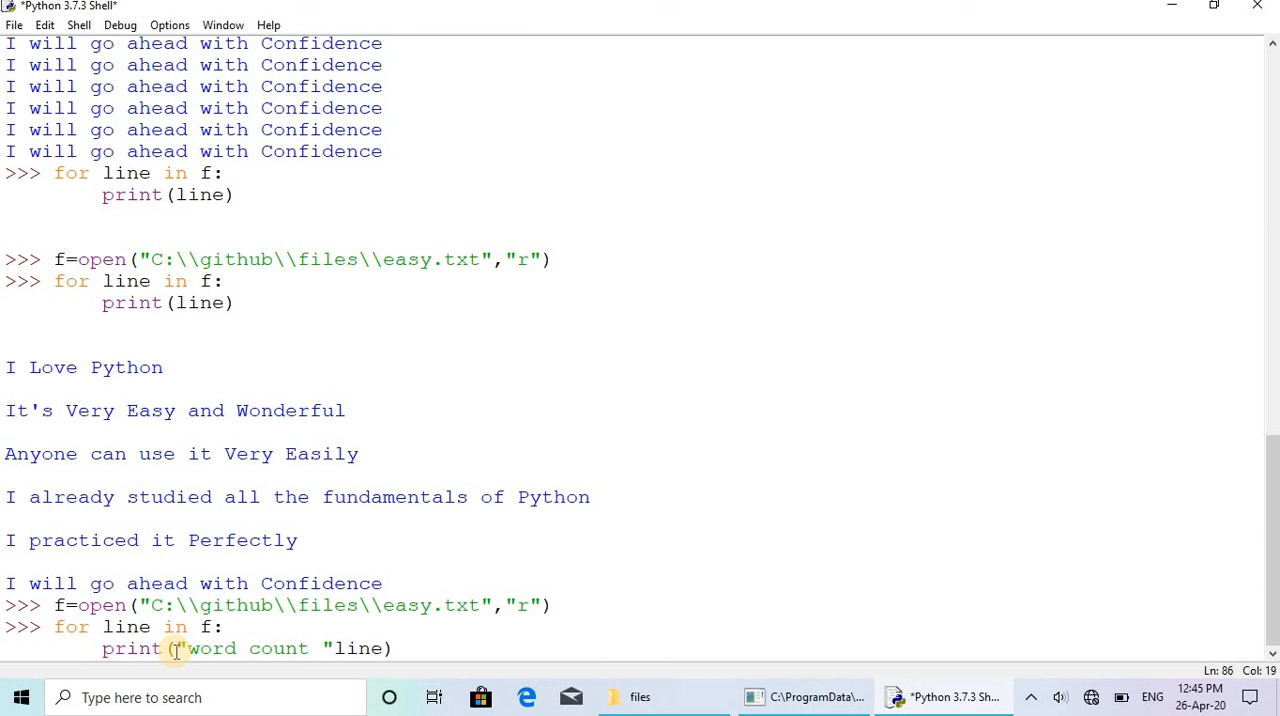 *Python 3.7.3 Shell*
File Edit Shell Debug Options Window Help
I will go ahead with Confidence
I will go ahead with Confidence
I will go ahead with Confidence
I will go ahead with Confidence
I will go ahead with Confidence
I will go ahead with Confidence
>>> for line in f:
print(line)
>>> f=open("C:\\github\\files\\easy.txt","r")
>>> for line in f:
print(line)
I Love Python
It's Very Easy and Wonderful
Anyone can use it Very Easily
I already studied all the fundamentals of Python
I practiced it Perfectly
I will go ahead with Confidence
>>> f=open("C:\\github\\files\\easy.txt","r")
>>> for line in f:
print("word count "line)
Ln: 86 Col: 19
Type here to search
files
C:\ProgramData\...
*Python 3.7.3 Sh...
ENG
12:45 PM
26-Apr-20